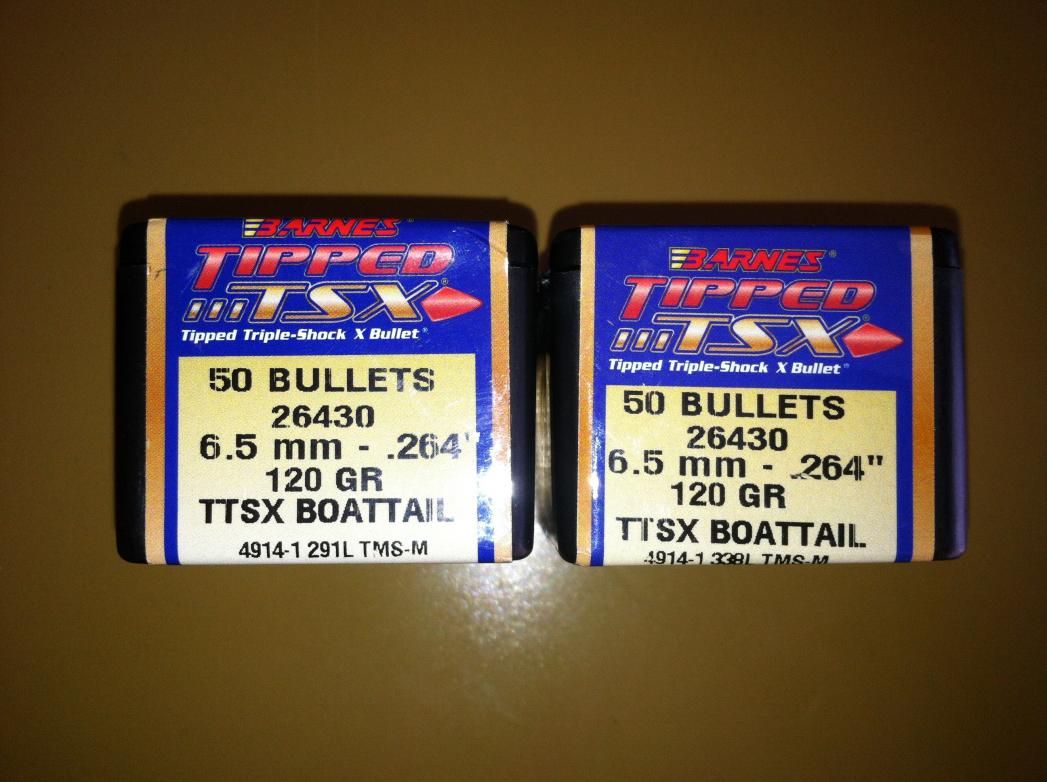 BARNES®
TIPPED
TSX®
Tipped Triple-Shock X Bullet®
50 BULLETS
26430
6.5 mm - .264"
120 GR
TTSX BOATTAIL
4914-1 291L TMS-M
BARNES®
TIPPED
TSX®
Tipped Triple-Shock X Bullet®
50 BULLETS
26430
6.5 mm - .264"
120 GR
TTSX BOATTAIL
4914-1 338L TMS-M